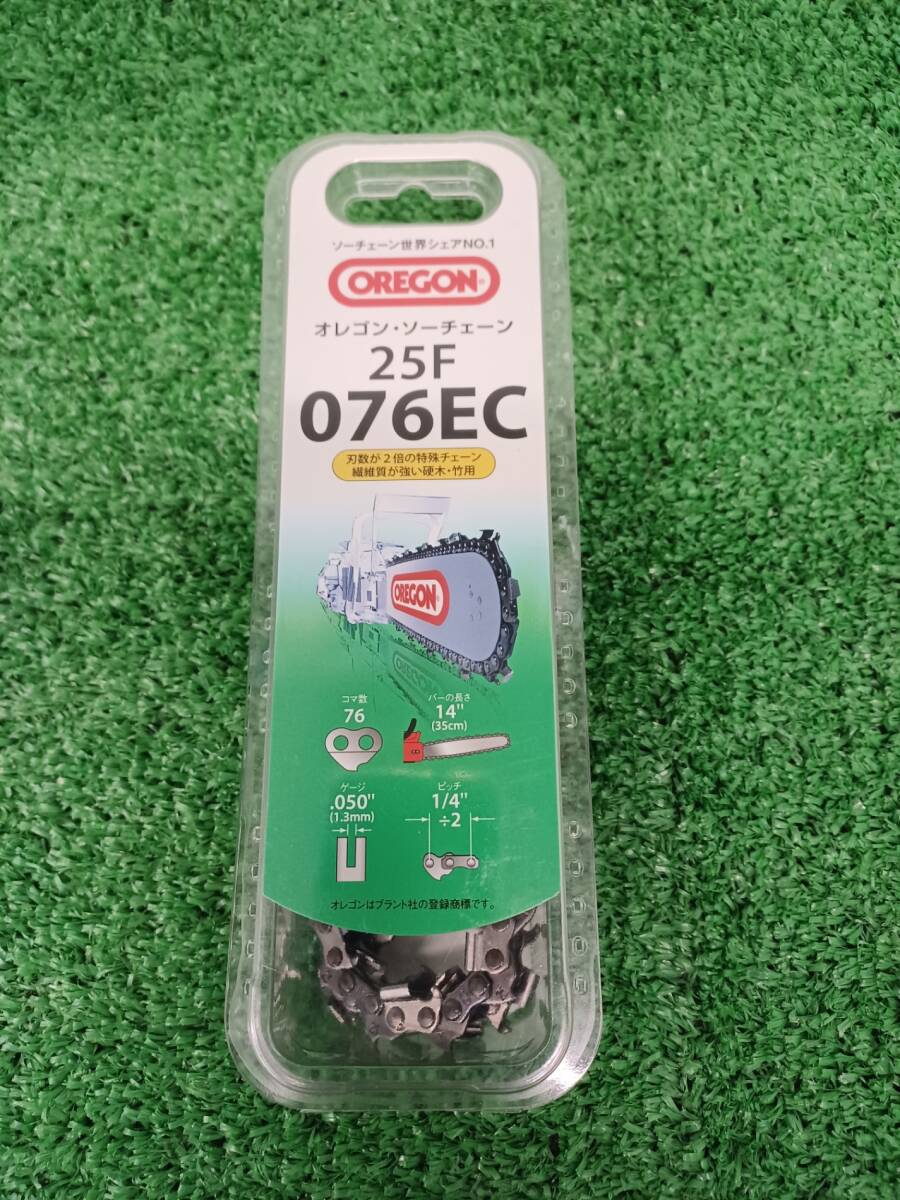 ソーチェーン世界シェアNO.1
OREGON®
オレゴン・ソーチェーン
25F
076EC
刃数が2倍の特殊チェーン
繊維質が強い硬木・竹用
OREGON
OREGON
コマ数
76
バーの長さ
14"
(35cm)
ゲージ
.050"
(1.3mm)
ピッチ
1/4"
÷2
オレゴンはブラント社の登録商標です。